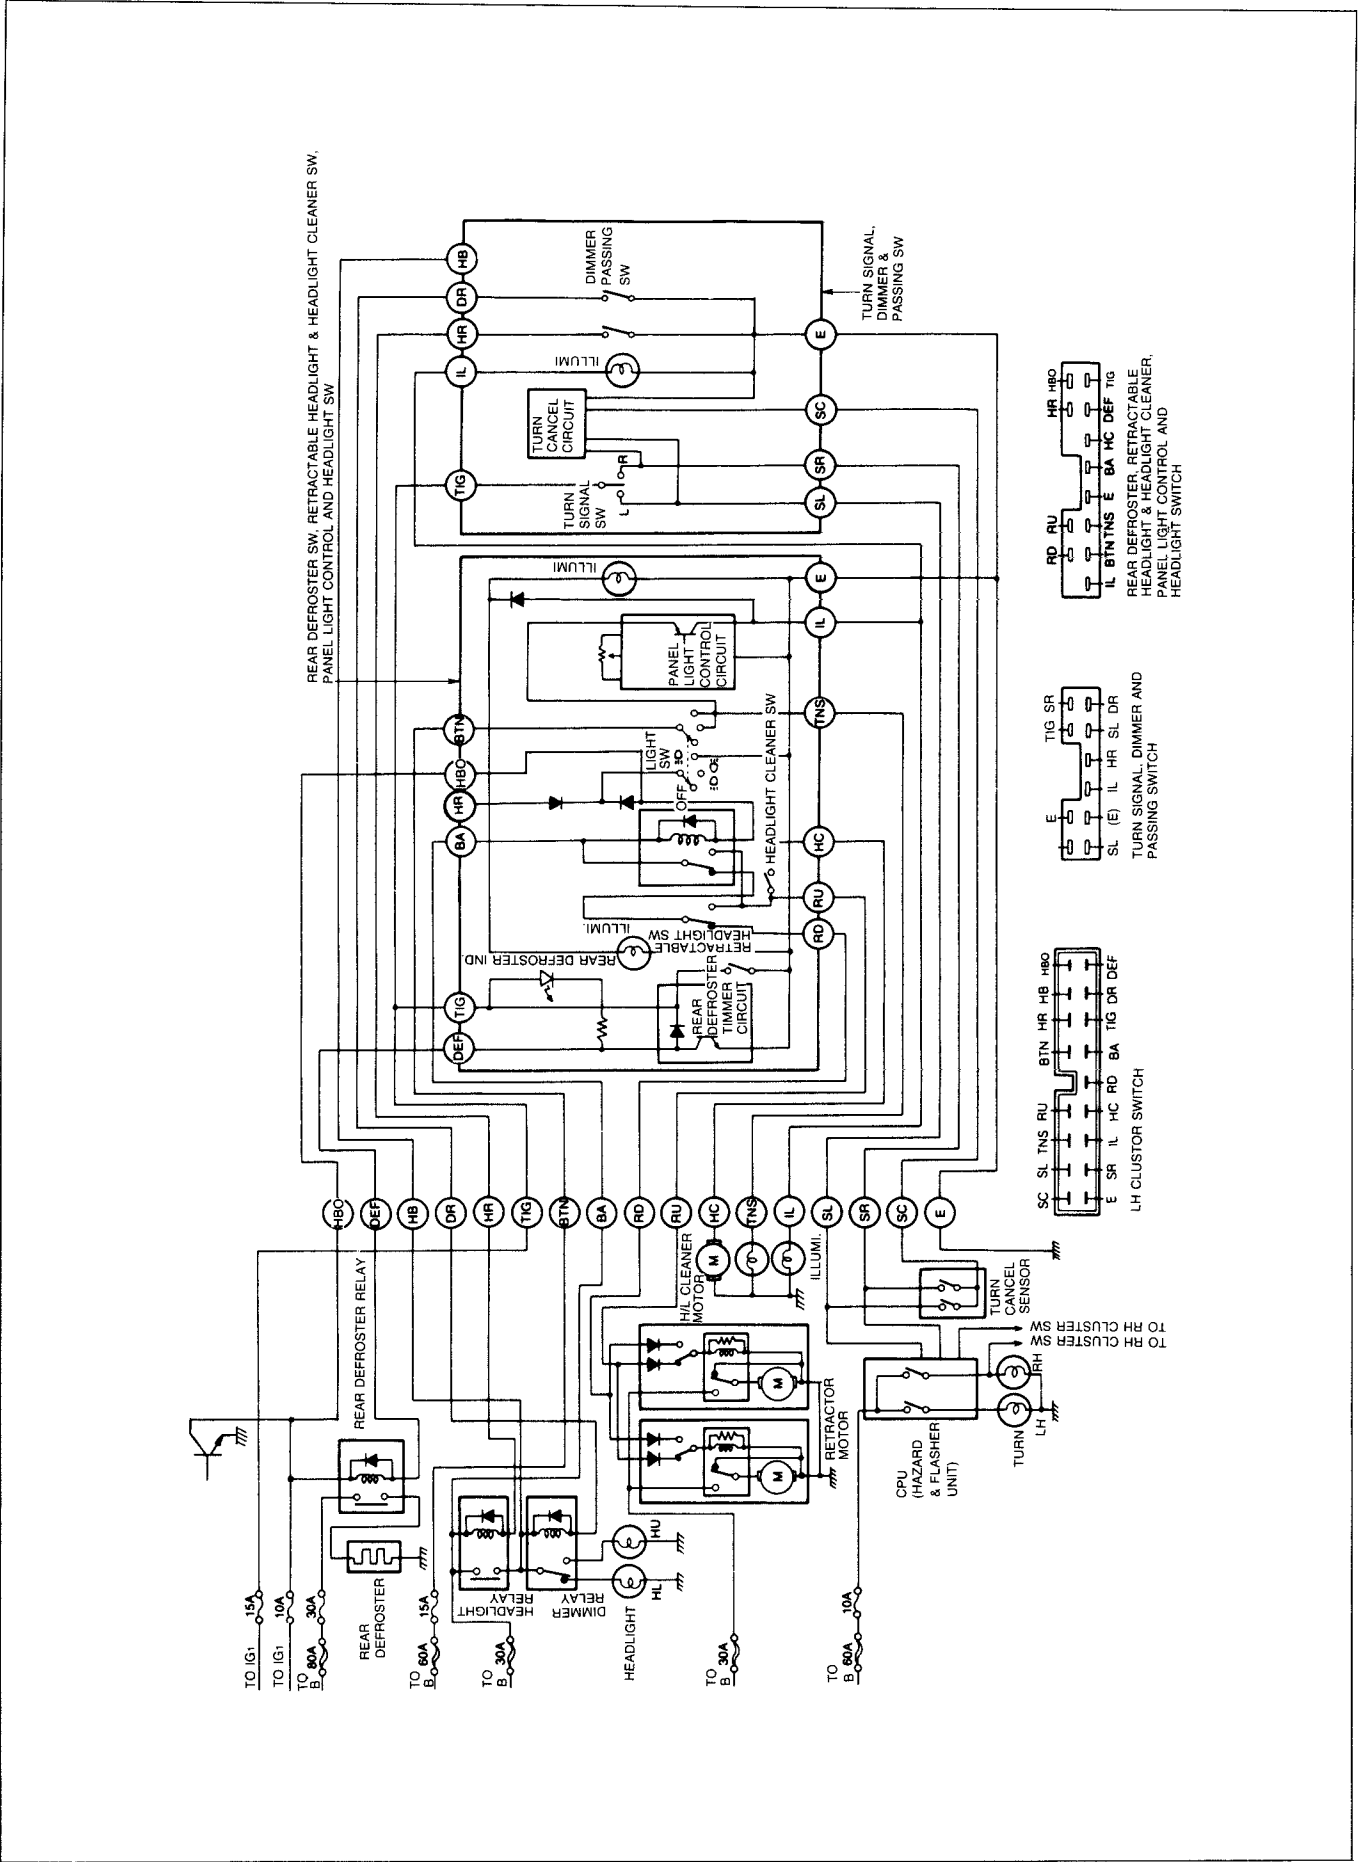 REAR DEFROSTER SW, RETRACTABLE HEADLIGHT & HEADLIGHT CLEANER SW,
PANEL LIGHT CONTROL AND HEADLIGHT SW
TO IG1
15A
TO IG1
10A
TO
B
80A
30A
REAR
DEFROSTER
REAR DEFROSTER RELAY
TO
B
60A
15A
TO
B
30A
HEADLIGHT
RELAY
DIMMER
RELAY
HEADLIGHT
HL
HU
TO
B
30A
RETRACTOR
MOTOR
H/L CLEANER
MOTOR
M
M
M
ILLUMI.
TO
B
60A
10A
CPU
(HAZARD
& FLASHER
UNIT)
TURN
LH
RH
TO RH CLUSTER SW
TO RH CLUSTER SW
TURN
CANCEL
SENSOR
HBO
DEF
HB
DR
HR
TIG
BTN
BA
RD
RU
HC
TNS
IL
SL
SR
SC
E
DEF
TIG
BA
HR
HBO
BTN
REAR DEFROSTER IND.
REAR
DEFROSTER
TIMMER
CIRCUIT
ILLUMI.
RETRACTABLE
HEADLIGHT SW
OFF
LIGHT
SW
HEADLIGHT CLEANER SW
PANEL
LIGHT
CONTROL
CIRCUIT
ILLUMI
RD
RU
HC
TNS
IL
E
TIG
IL
HR
DR
HB
TURN
SIGNAL
SW
L
R
TURN
CANCEL
CIRCUIT
ILLUMI
DIMMER
PASSING
SW
SL
SR
SC
E
TURN SIGNAL,
DIMMER &
PASSING SW
SC SL TNS RU BTN HR HB HBO
E SR IL HC RD BA TIG DR DEF
LH CLUSTOR SWITCH
E TIG SR
SL (E) IL HR SL DR
TURN SIGNAL, DIMMER AND
PASSING SWITCH
RD RU HR HBO
IL BTN TNS E BA HC DEF TIG
REAR DEFROSTER, RETRACTABLE
HEADLIGHT & HEADLIGHT CLEANER,
PANEL LIGHT CONTROL AND
HEADLIGHT SWITCH